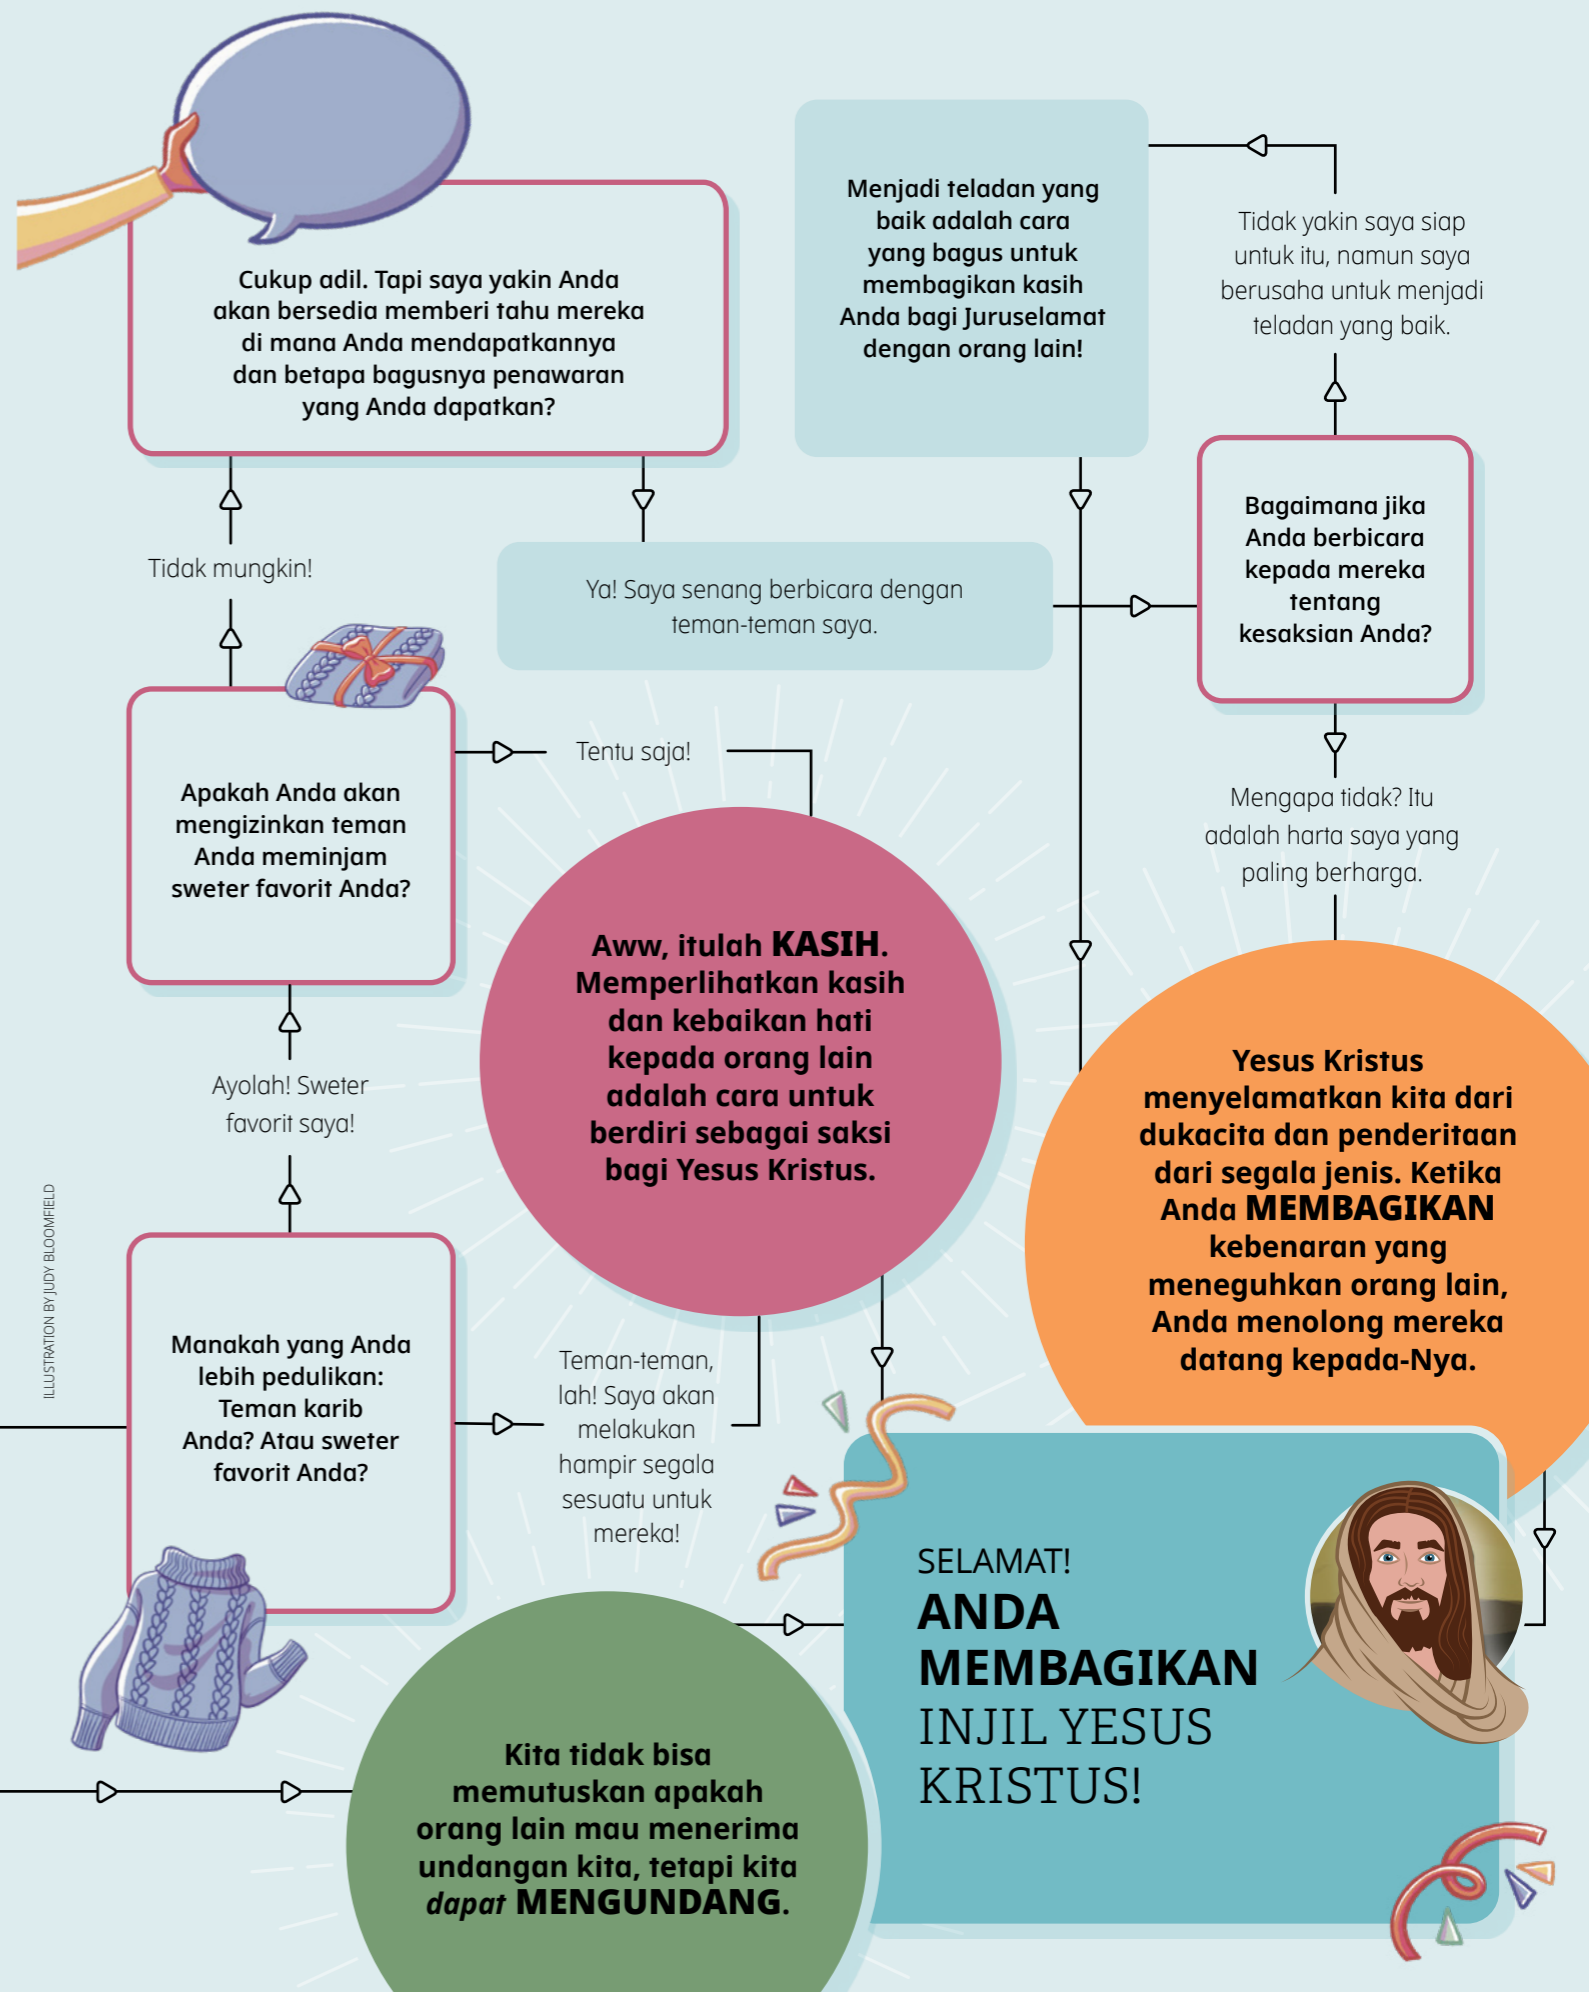 Cukup adil. Tapi saya yakin Anda
akan bersedia memberi tahu mereka
di mana Anda mendapatkannya
dan betapa bagusnya penawaran
yang Anda dapatkan?
Menjadi teladan yang
baik adalah cara
yang bagus untuk
membagikan kasih
Anda bagi Juruselamat
dengan orang lain!
Tidak yakin saya siap
untuk itu, namun saya
berusaha untuk menjadi
teladan yang baik.
Tidak mungkin!
Ya! Saya senang berbicara dengan
teman-teman saya.
Bagaimana jika
Anda berbicara
kepada mereka
tentang
kesaksian Anda?
Apakah Anda akan
mengizinkan teman
Anda meminjam
sweter favorit Anda?
Tentu saja!
Mengapa tidak? Itu
adalah harta saya yang
paling berharga.
Aww, itulah KASIH.
Memperlihatkan kasih
dan kebaikan hati
kepada orang lain
adalah cara untuk
berdiri sebagai saksi
bagi Yesus Kristus.
Ayolah! Sweter
favorit saya!
Yesus Kristus
menyelamatkan kita dari
dukacita dan penderitaan
dari segala jenis. Ketika
Anda MEMBAGIKAN
kebenaran yang
meneguhkan orang lain,
Anda menolong mereka
datang kepada-Nya.
ILLUSTRATION BY JUDY BLOOMFIELD
Manakah yang Anda
lebih pedulikan:
Teman karib
Anda? Atau sweter
favorit Anda?
Teman-teman,
lah! Saya akan
melakukan
hampir segala
sesuatu untuk
mereka!
SELAMAT!
ANDA
MEMBAGIKAN
INJIL YESUS
KRISTUS!
Kita tidak bisa
memutuskan apakah
orang lain mau menerima
undangan kita, tetapi kita
dapat MENGUNDANG.